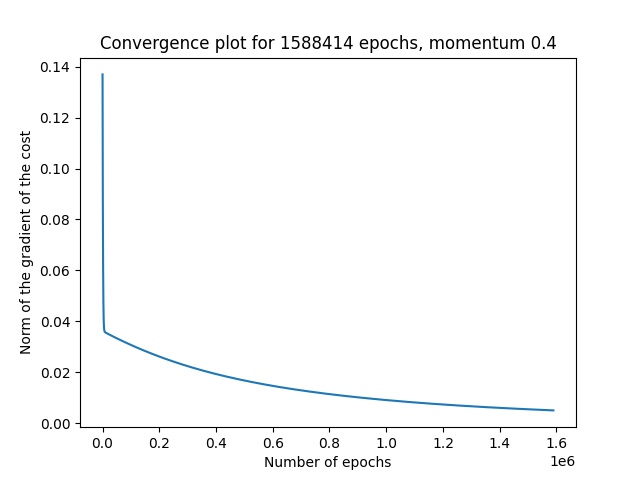 Convergence plot for 1588414 epochs, momentum 0.4
Norm of the gradient of the cost
0.14
0.12
0.10
0.08
0.06
0.04
0.02
0.00
0.0 0.2 0.4 0.6 0.8 1.0 1.2 1.4 1.6
1e6
Number of epochs